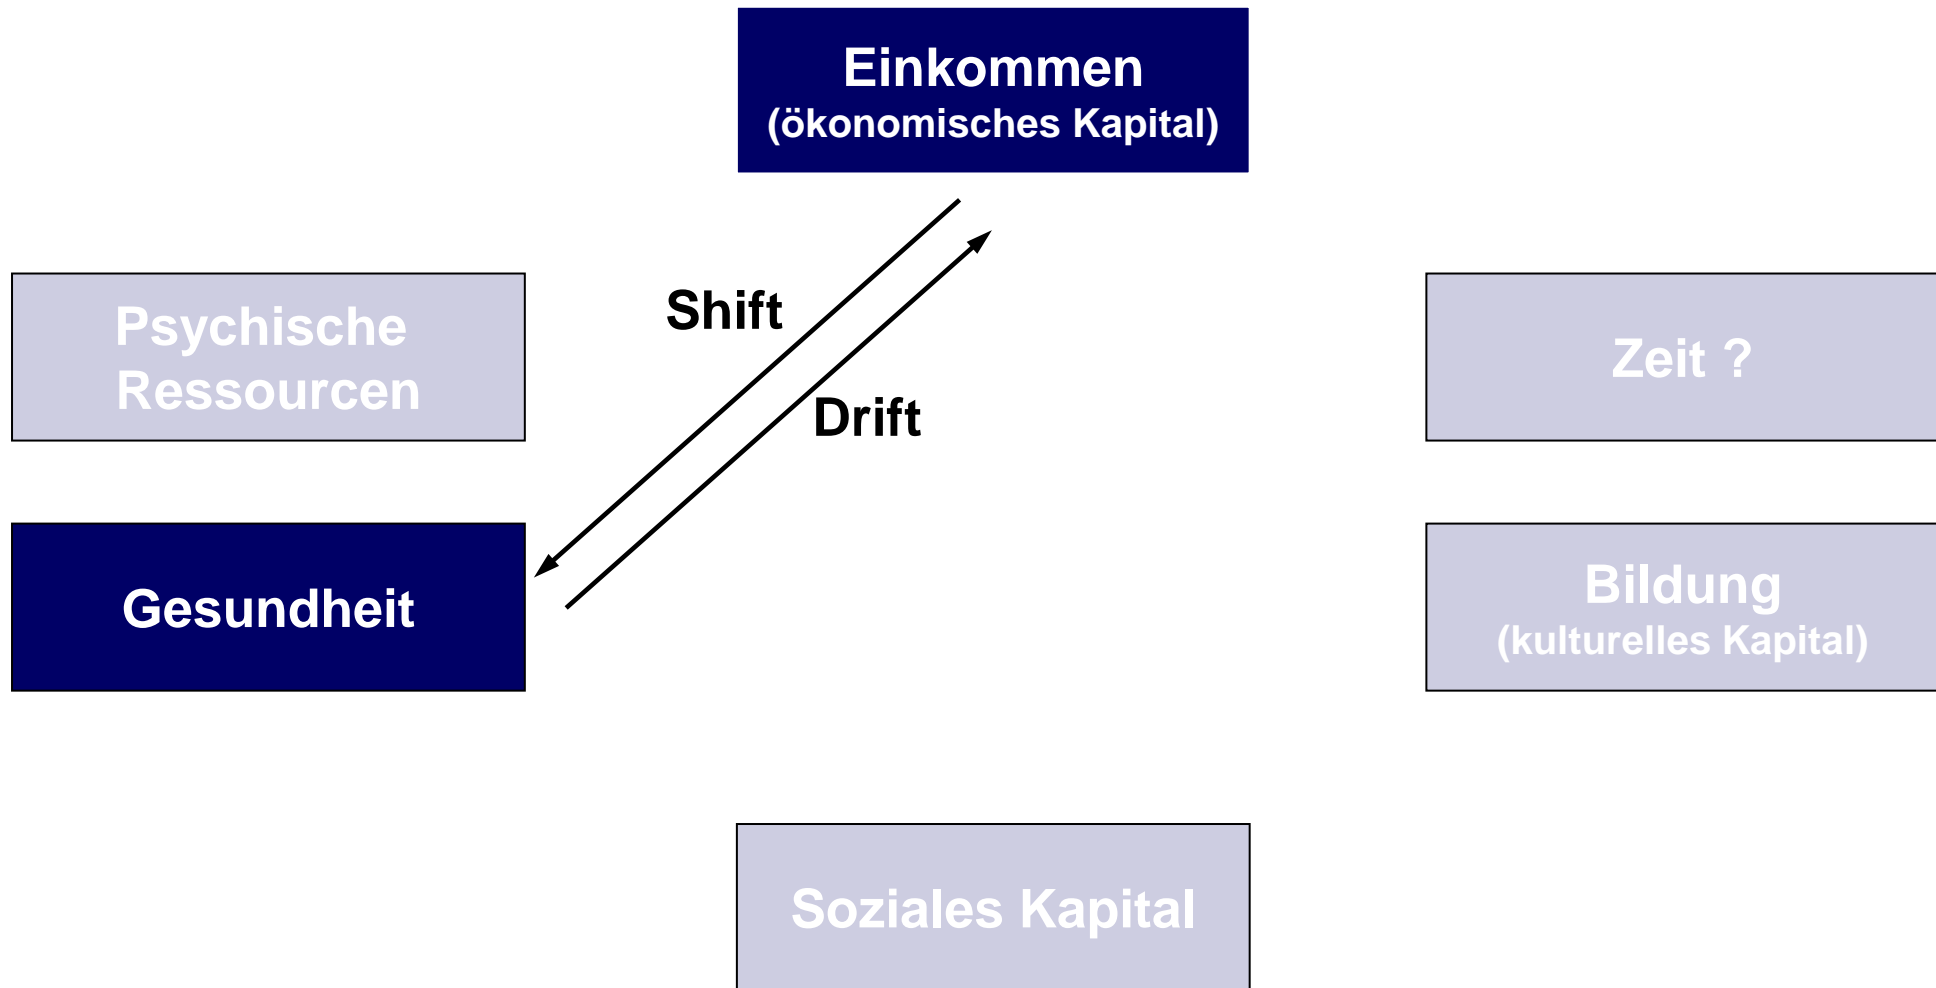 Einkommen
(ökonomisches Kapital)
Shift
Drift
Psychische
Ressourcen
Zeit ?
Gesundheit
Bildung
(kulturelles Kapital)
Soziales Kapital